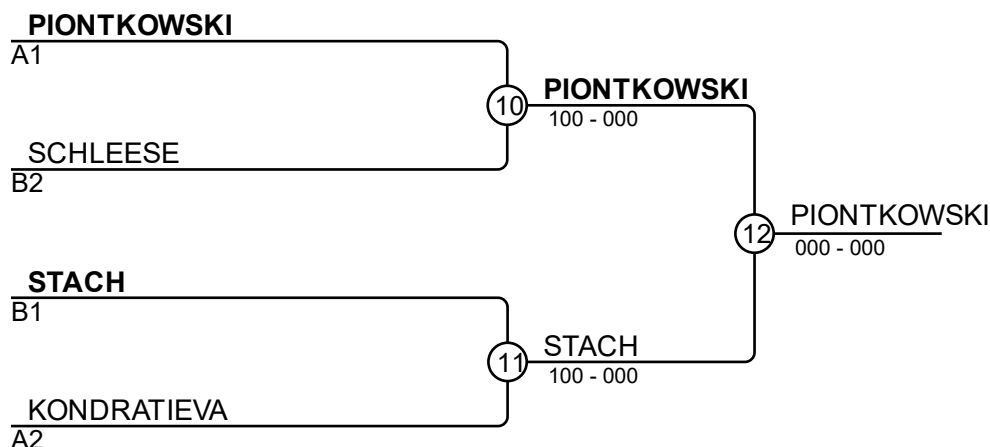 PIONTKOWSKI
A1
10
PIONTKOWSKI
100 - 000
SCHLEESE
B2
12
PIONTKOWSKI
000 - 000
STACH
B1
11
STACH
100 - 000
KONDRATIEVA
A2